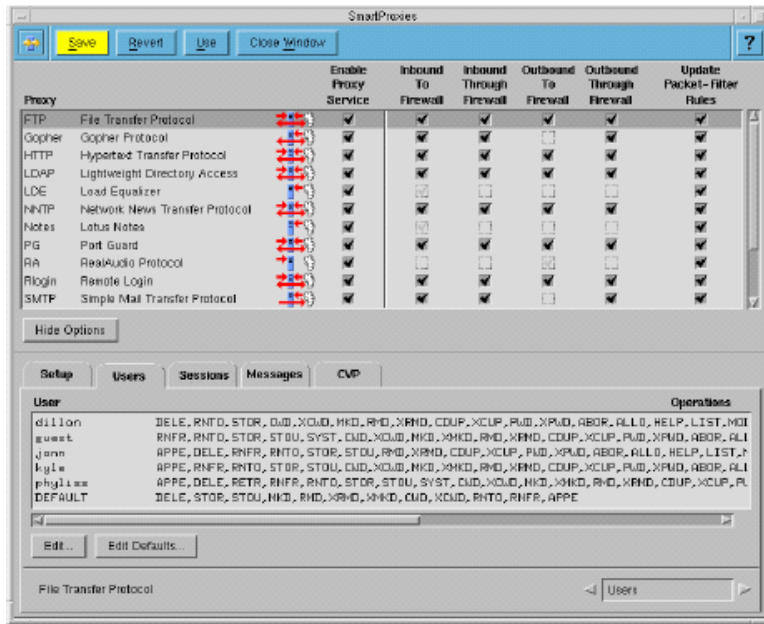 SmartProxies
Save Revert Use Close Window ?
Proxy Enable Proxy Service Inbound To Firewall Inbound Through Firewall Outbound To Firewall Outbound Through Firewall Update Packet-Filter Rules
FTP File Transfer Protocol
Gopher Gopher Protocol
HTTP Hypertext Transfer Protocol
LDAP Lightweight Directory Access
LDE Load Equalizer
NNTP Network News Transfer Protocol
Notes Lotus Notes
PG Port Guard
RA RealAudio Protocol
Rlogin Remote Login
SMTP Simple Mail Transfer Protocol
Hide Options
Setup Users Sessions Messages CVP
User Operations
dillon DELE,RNTO,STOR,CWD,XCWD,MKD,RMD,XRMD,CDUP,XCUP,PWD,XPWD,ABOR,ALLO,HELP,LIST,
guest RNFR,RNTO,STOR,STOU,SYST,CWD,XCWD,MKD,XMKD,RMD,XRMD,CDUP,XCUP,PWD,XPWD,ABOR,
jann APPE,DELE,RNFR,RNTO,STOR,STOU,RMD,XRMD,CDUP,XCUP,PWD,XPWD,ABOR,ALLO,HELP,LIST,
kyle APPE,RNFR,RNTO,STOR,STOU,CWD,XCWD,MKD,XMKD,RMD,XRMD,CDUP,XCUP,PWD,XPWD,ABOR,
phyliss APPE,DELE,RETR,RNFR,RNTO,STOR,STOU,SYST,CWD,XCWD,MKD,XMKD,RMD,XRMD,CDUP,XCUP,
DEFAULT DELE,STOR,STOU,MKD,RMD,XRMD,XMKD,CWD,XCWD,RNTO,RNFR,APPE
Edit... Edit Defaults...
File Transfer Protocol Users